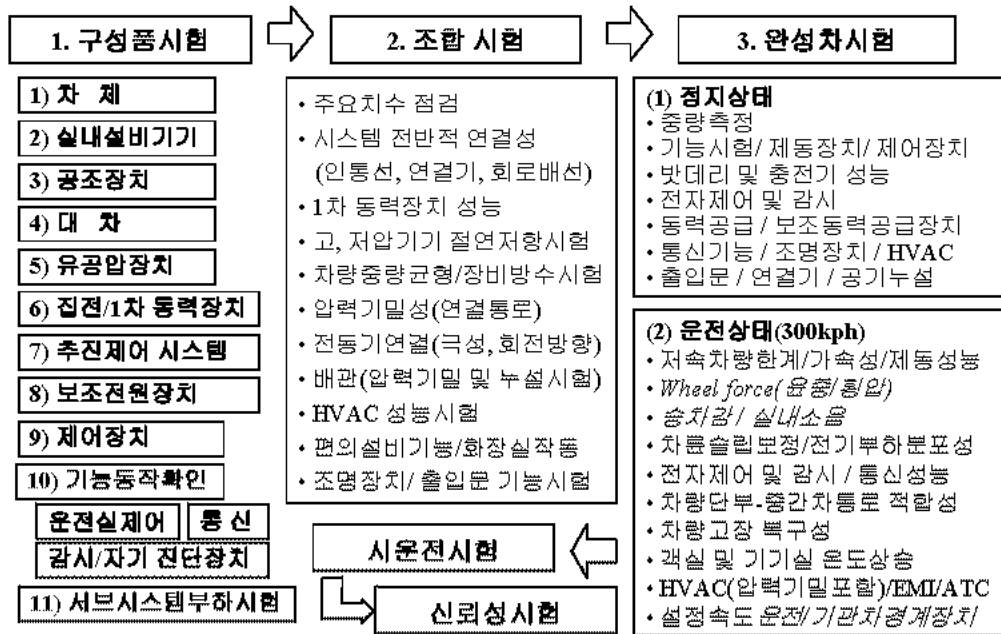 1. 구성품시험
1) 차 체
2) 실내설비기기
3) 공조장치
4) 대 차
5) 유공압장치
6) 집전/1차 동력장치
7) 추진제어 시스템
8) 보조전원장치
9) 제어장치
10) 기능동작확인
운전실제어
통 신
감시/자기 진단장치
11) 서브시스템부하시험
2. 조합 시험
• 주요치수 점검
• 시스템 전반적 연결성
(인통선, 연결기, 회로배선)
• 1차 동력장치 성능
• 고, 저압기기 절연저항시험
• 차량중량균형/장비방수시험
• 압력기밀성(연결통로)
• 전동기연결(극성, 회전방향)
• 배관(압력기밀 및 누설시험)
• HVAC 성능시험
• 편의설비기능/화장실작동
• 조명장치/ 출입문 기능시험
3. 완성차시험
(1) 정지상태
• 중량측정
• 기능시험/ 제동장치/ 제어장치
• 밧데리 및 충전기 성능
• 전자제어 및 감시
• 동력공급 / 보조동력공급장치
• 통신기능 / 조명장치 / HVAC
• 출입문 / 연결기 / 공기누설
(2) 운전상태(300kph)
• 저속차량한계/가속성/제동성능
• Wheel force(윤중/횡압)
• 승차감 / 실내소음
• 차륜슬립보정/전기부하분포성
• 전자제어 및 감시 / 통신성능
• 차량단부-중간차통로 적합성
• 차량고장 복구성
• 객실 및 기기실 온도상승
• HVAC(압력기밀포함)/EMI/ATC
• 설정속도 운전/기관차경계장치
시운전시험
신뢰성시험